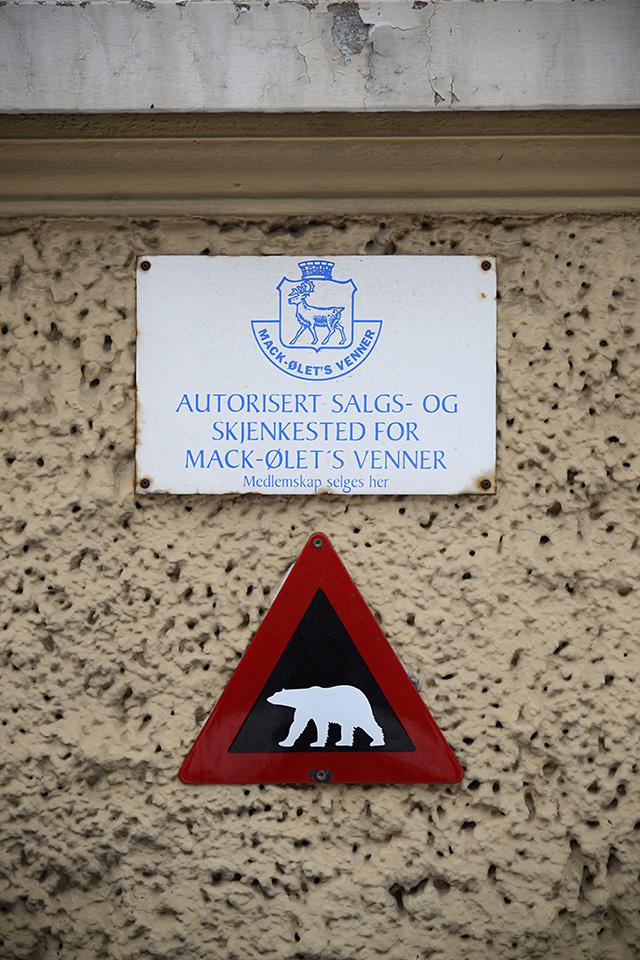 MACK-ØLET'S VENNER
AUTORISERT SALGS- OG
SKJENKESTED FOR
MACK-ØLET´S VENNER
Medlemskap selges her